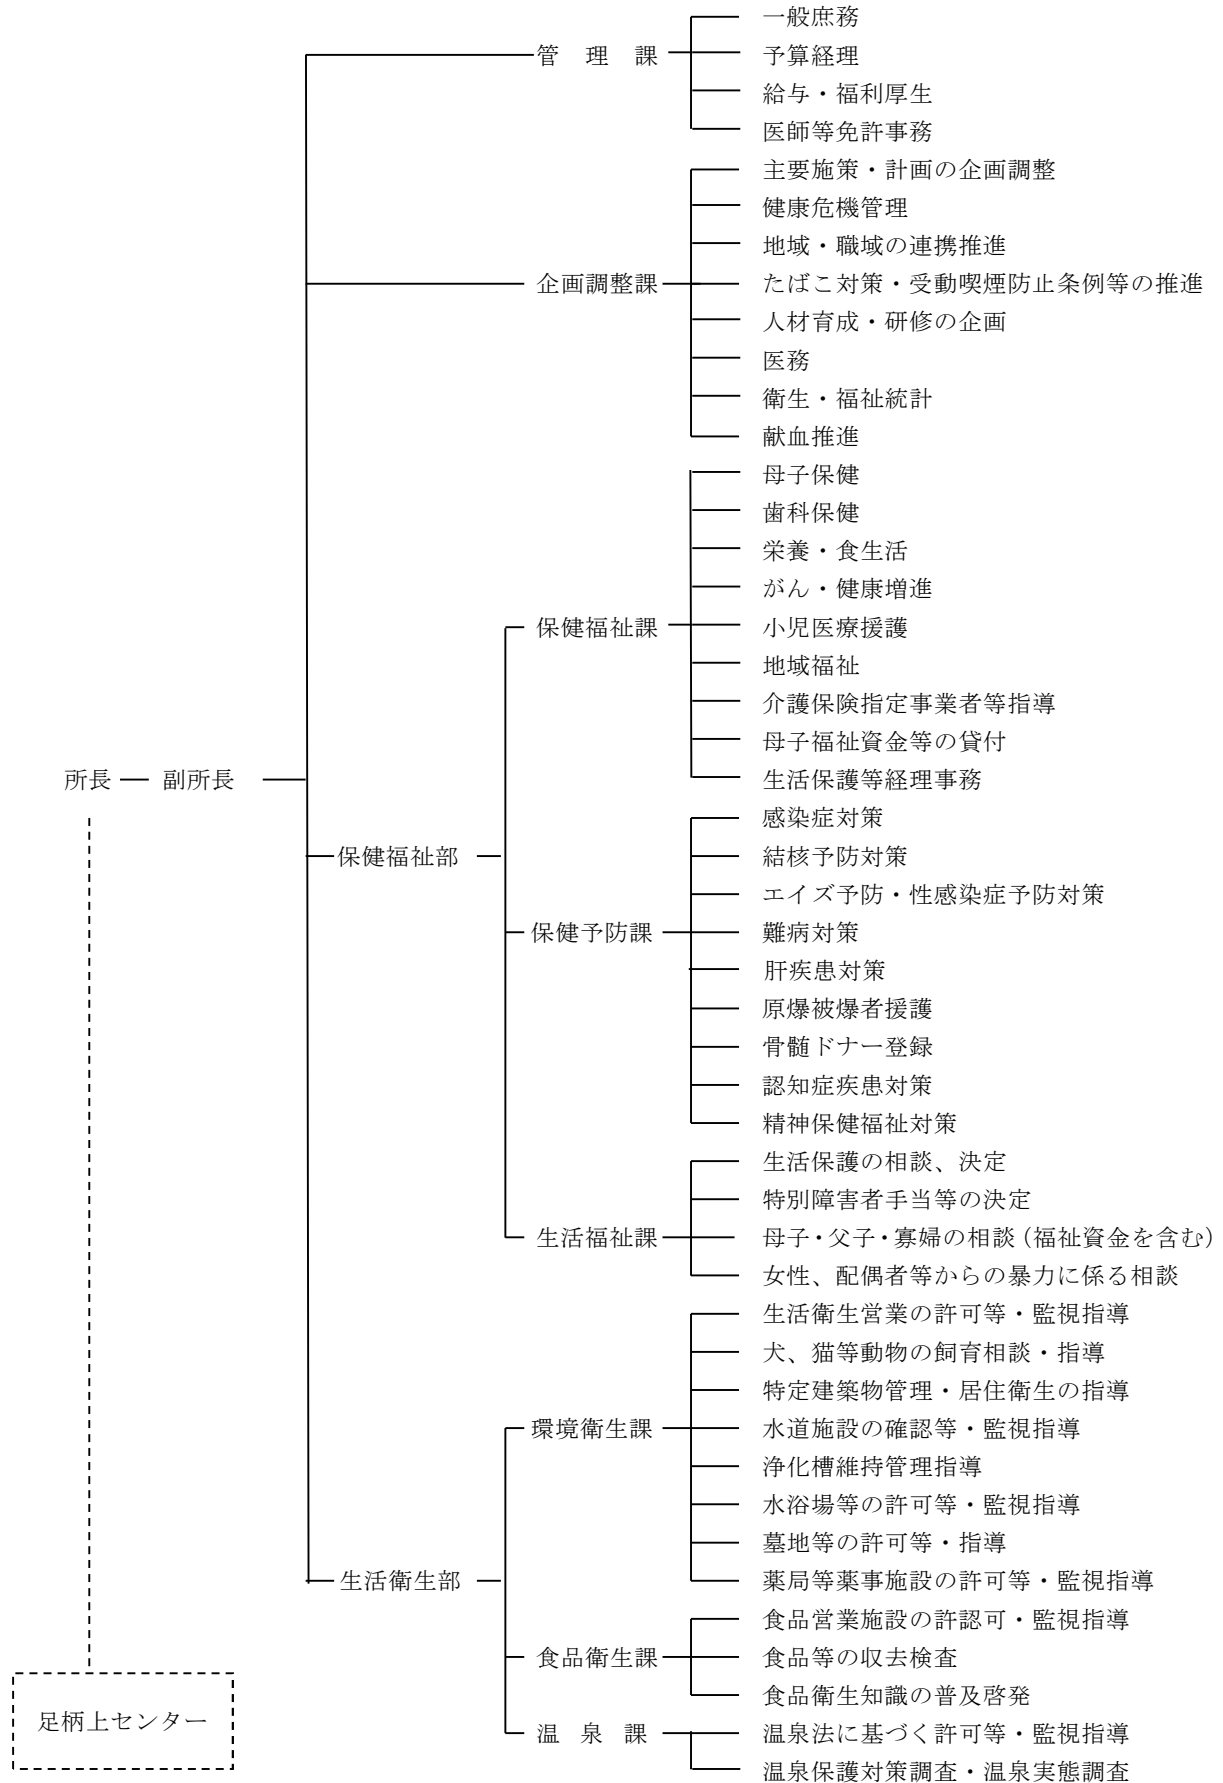 一般庶務
管　理　課
予算経理
給与・福利厚生
医師等免許事務
主要施策・計画の企画調整
健康危機管理
地域・職域の連携推進
企画調整課
たばこ対策・受動喫煙防止条例等の推進
人材育成・研修の企画
医務
衛生・福祉統計
献血推進
母子保健
歯科保健
栄養・食生活
がん・健康増進
保健福祉課
小児医療援護
地域福祉
介護保険指定事業者等指導
母子福祉資金等の貸付
所長
副所長
生活保護等経理事務
感染症対策
保健福祉部
結核予防対策
エイズ予防・性感染症予防対策
保健予防課
難病対策
肝疾患対策
原爆被爆者援護
骨髄ドナー登録
認知症疾患対策
精神保健福祉対策
生活保護の相談、決定
特別障害者手当等の決定
生活福祉課
母子・父子・寡婦の相談（福祉資金を含む）
女性、配偶者等からの暴力に係る相談
生活衛生営業の許可等・監視指導
犬、猫等動物の飼育相談・指導
特定建築物管理・居住衛生の指導
環境衛生課
水道施設の確認等・監視指導
浄化槽維持管理指導
水浴場等の許可等・監視指導
墓地等の許可等・指導
生活衛生部
薬局等薬事施設の許可等・監視指導
食品営業施設の許認可・監視指導
食品衛生課
食品等の収去検査
食品衛生知識の普及啓発
足柄上センター
温　泉　課
温泉法に基づく許可等・監視指導
温泉保護対策調査・温泉実態調査